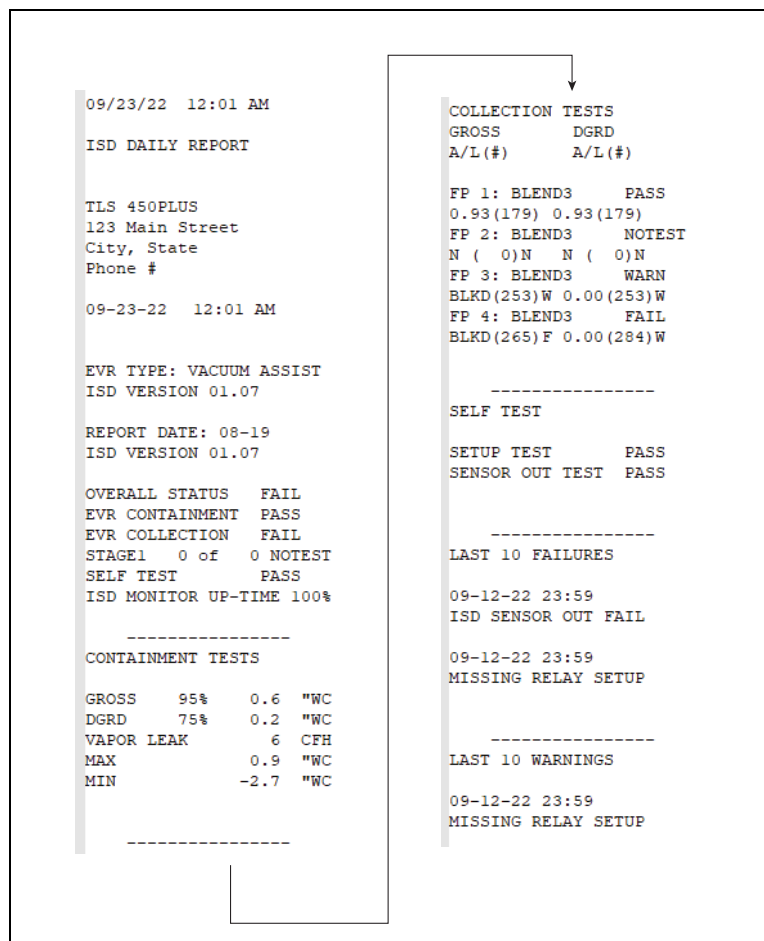 09/23/22  12:01 AM
ISD DAILY REPORT
TLS 450PLUS
123 Main Street
City, State
Phone #
09-23-22   12:01 AM
EVR TYPE: VACUUM ASSIST
ISD VERSION 01.07
REPORT DATE: 08-19
ISD VERSION 01.07
OVERALL STATUS   FAIL
EVR CONTAINMENT  PASS
EVR COLLECTION   FAIL
STAGE1   0 of   0 NOTEST
SELF TEST        PASS
ISD MONITOR UP-TIME 100%
----------------
CONTAINMENT TESTS
GROSS    95%    0.6  "WC
DGRD     75%    0.2  "WC
VAPOR LEAK        6  CFH
MAX             0.9  "WC
MIN            -2.7  "WC
----------------
COLLECTION TESTS
GROSS       DGRD
A/L(#)      A/L(#)
FP 1: BLEND3     PASS
0.93(179) 0.93(179)
FP 2: BLEND3     NOTEST
N (  0)N   N (  0)N
FP 3: BLEND3     WARN
BLKD(253)W 0.00(253)W
FP 4: BLEND3     FAIL
BLKD(265)F 0.00(284)W
----------------
SELF TEST
SETUP TEST       PASS
SENSOR OUT TEST  PASS
----------------
LAST 10 FAILURES
09-12-22 23:59
ISD SENSOR OUT FAIL
09-12-22 23:59
MISSING RELAY SETUP
----------------
LAST 10 WARNINGS
09-12-22 23:59
MISSING RELAY SETUP